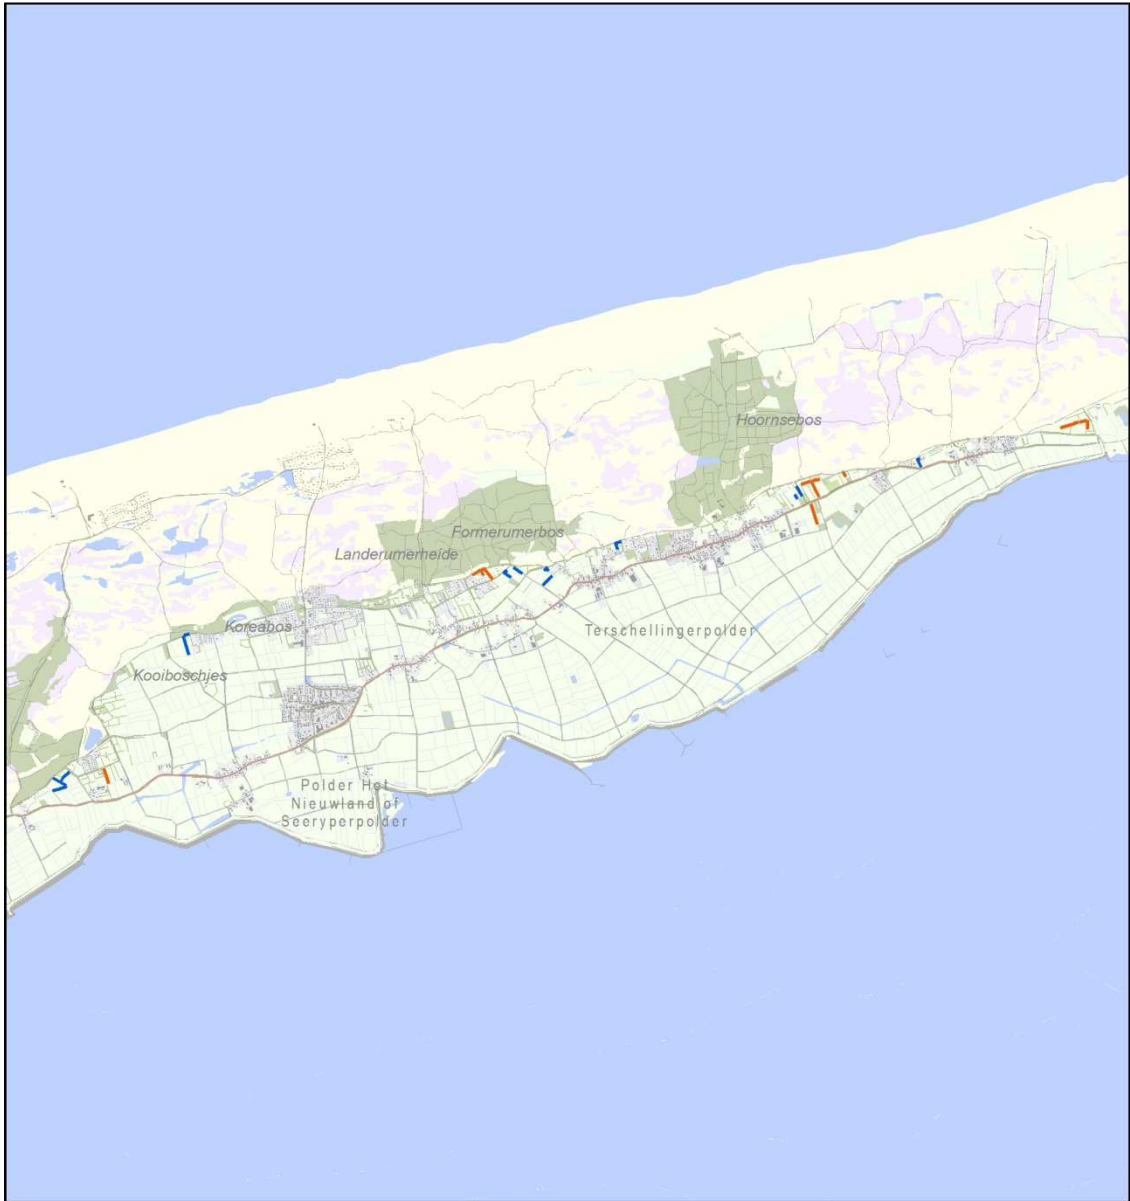 Hoornsebos
Formerumerbos
Landerumerheide
Koreabos
Terschellingerpolder
Kooiboschjes
Polder Het
Nieuwland of
Seeryperpolder